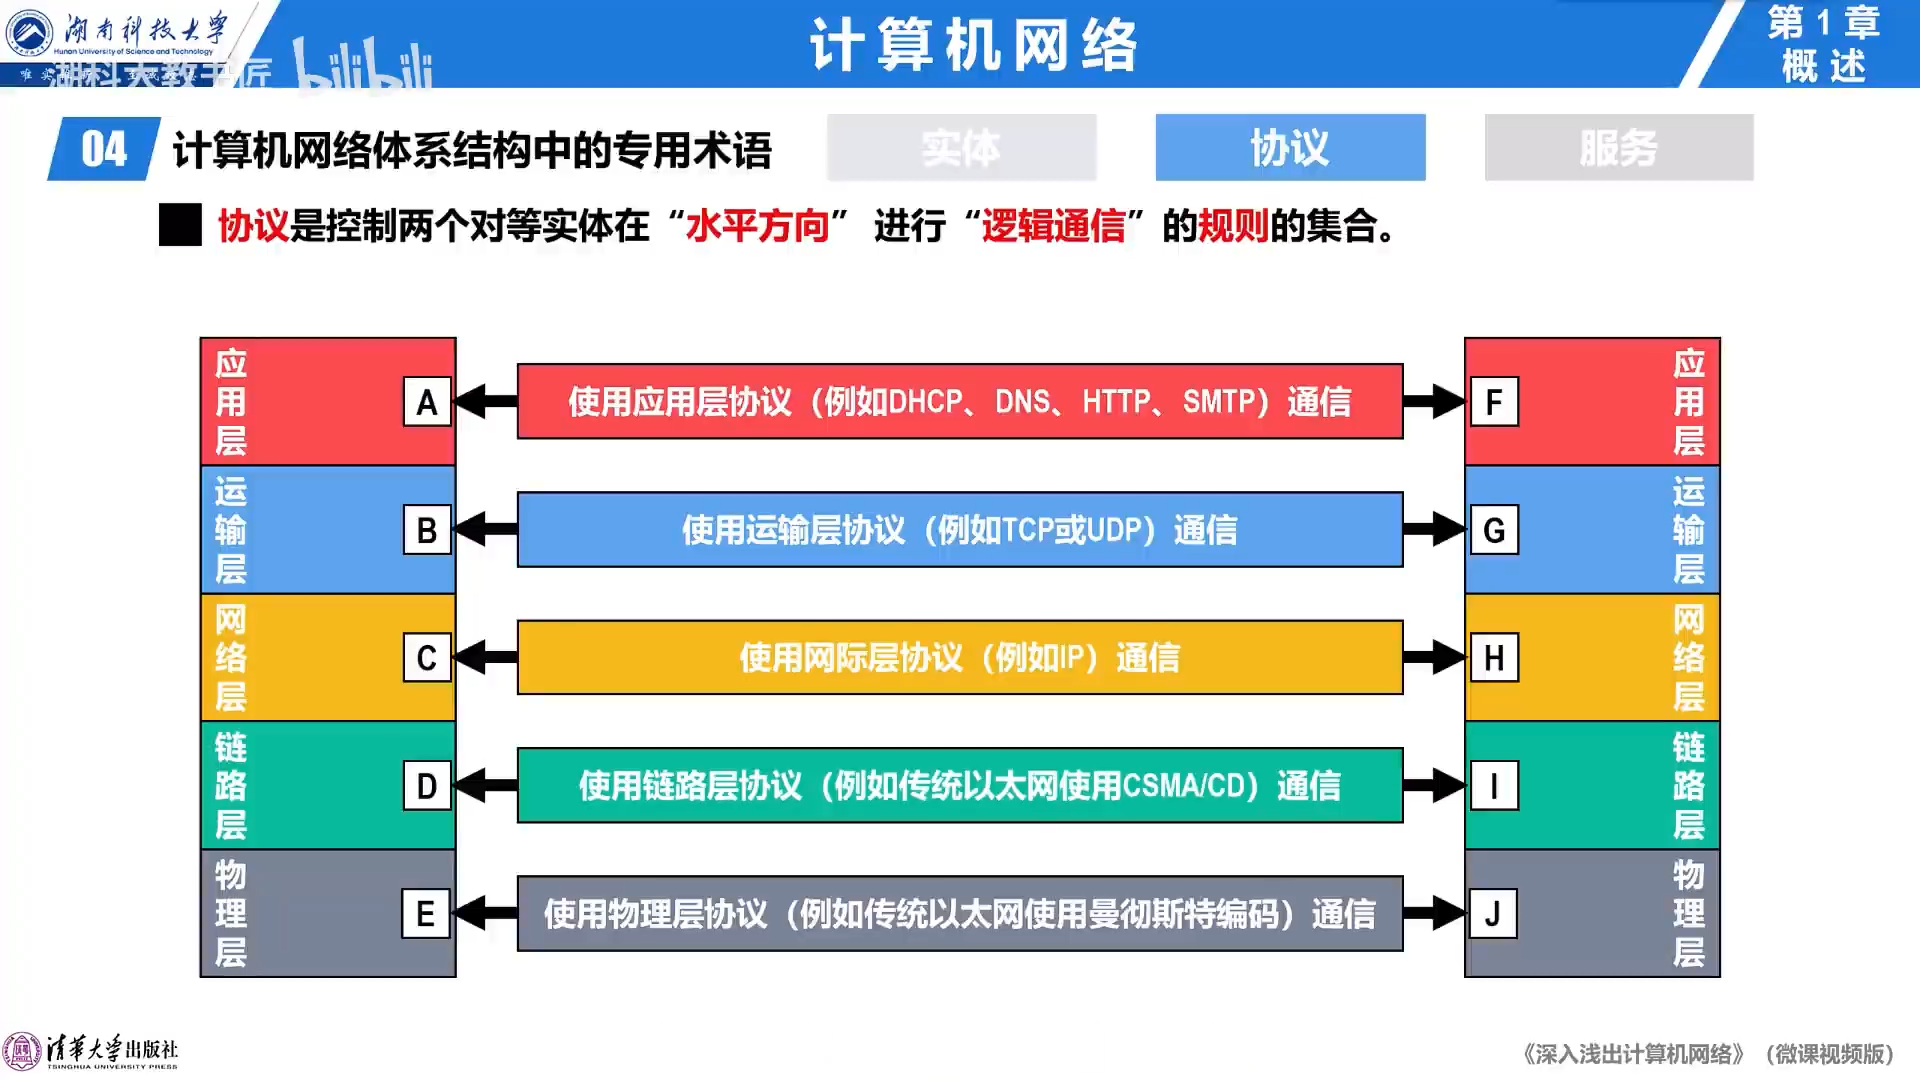 湖南科技大学
Hunan University of Science and Technology
湖科大教书匠
bilibili
计算机网络
第1章
概述
04
计算机网络体系结构中的专用术语
实体
协议
服务
协议是控制两个对等实体在“水平方向” 进行“逻辑通信”的规则的集合。
应用层
A
使用应用层协议（例如DHCP、DNS、HTTP、SMTP）通信
F
应用层
运输层
B
使用运输层协议（例如TCP或UDP）通信
G
运输层
网络层
C
使用网际层协议（例如IP）通信
H
网络层
链路层
D
使用链路层协议（例如传统以太网使用CSMA/CD）通信
I
链路层
物理层
E
使用物理层协议（例如传统以太网使用曼彻斯特编码）通信
J
物理层
清华大学出版社
TSINGHUA UNIVERSITY PRESS
《深入浅出计算机网络》（微课视频版）